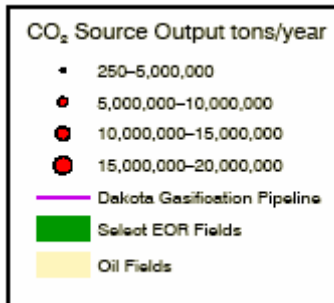 CO₂ Source Output tons/year
250–5,000,000
5,000,000–10,000,000
10,000,000–15,000,000
15,000,000–20,000,000
Dakota Gasification Pipeline
Select EOR Fields
Oil Fields